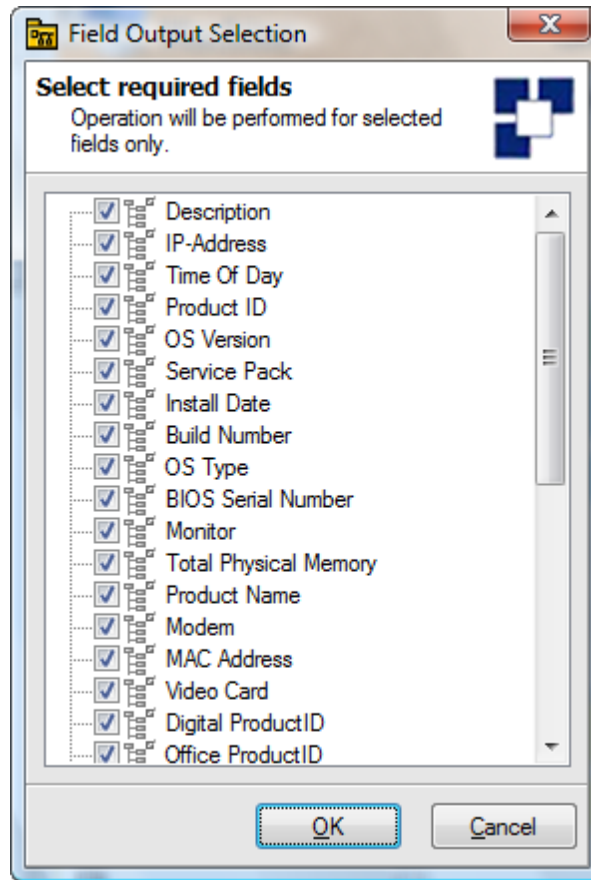 Field Output Selection
Select required fields
Operation will be performed for selected
fields only.
Description
IP-Address
Time Of Day
Product ID
OS Version
Service Pack
Install Date
Build Number
OS Type
BIOS Serial Number
Monitor
Total Physical Memory
Product Name
Modem
MAC Address
Video Card
Digital ProductID
Office ProductID
OK
Cancel